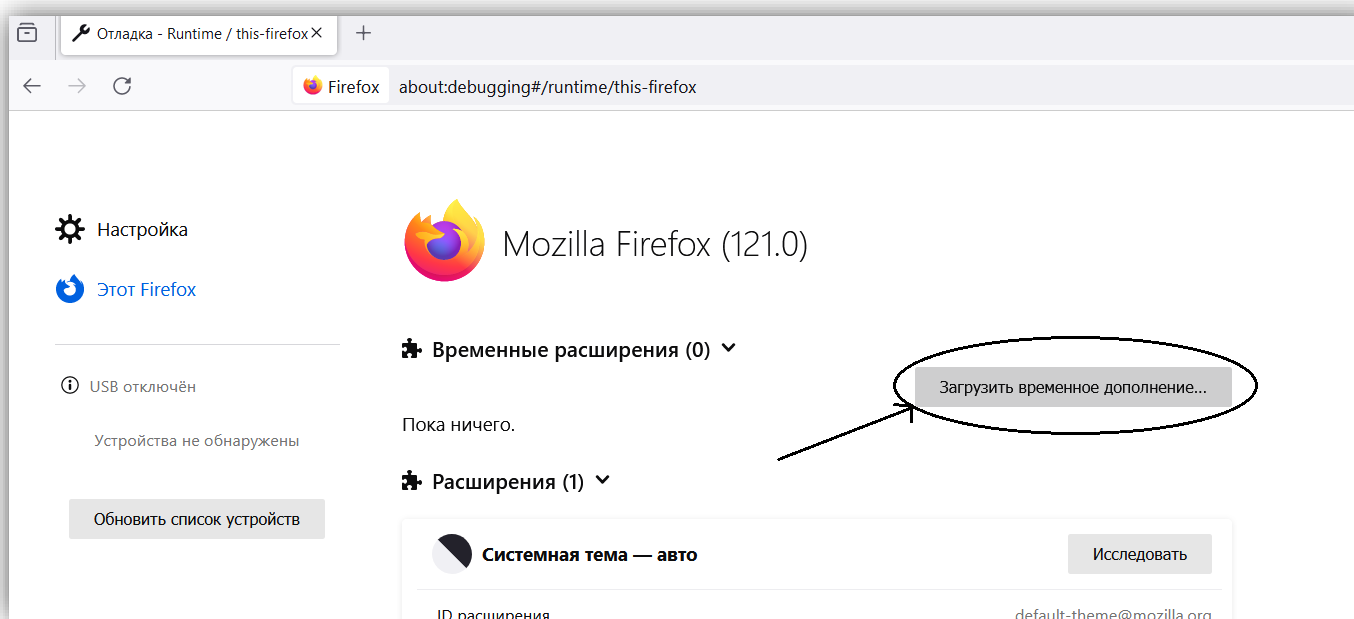 Отладка - Runtime / this-firefox
Firefox
about:debugging#/runtime/this-firefox
Настройка
Этот Firefox
USB отключён
Устройства не обнаружены
Обновить список устройств
Mozilla Firefox (121.0)
Временные расширения (0)
Загрузить временное дополнение...
Пока ничего.
Расширения (1)
Системная тема — авто
Исследовать
ID расширения
default-theme@mozilla.org